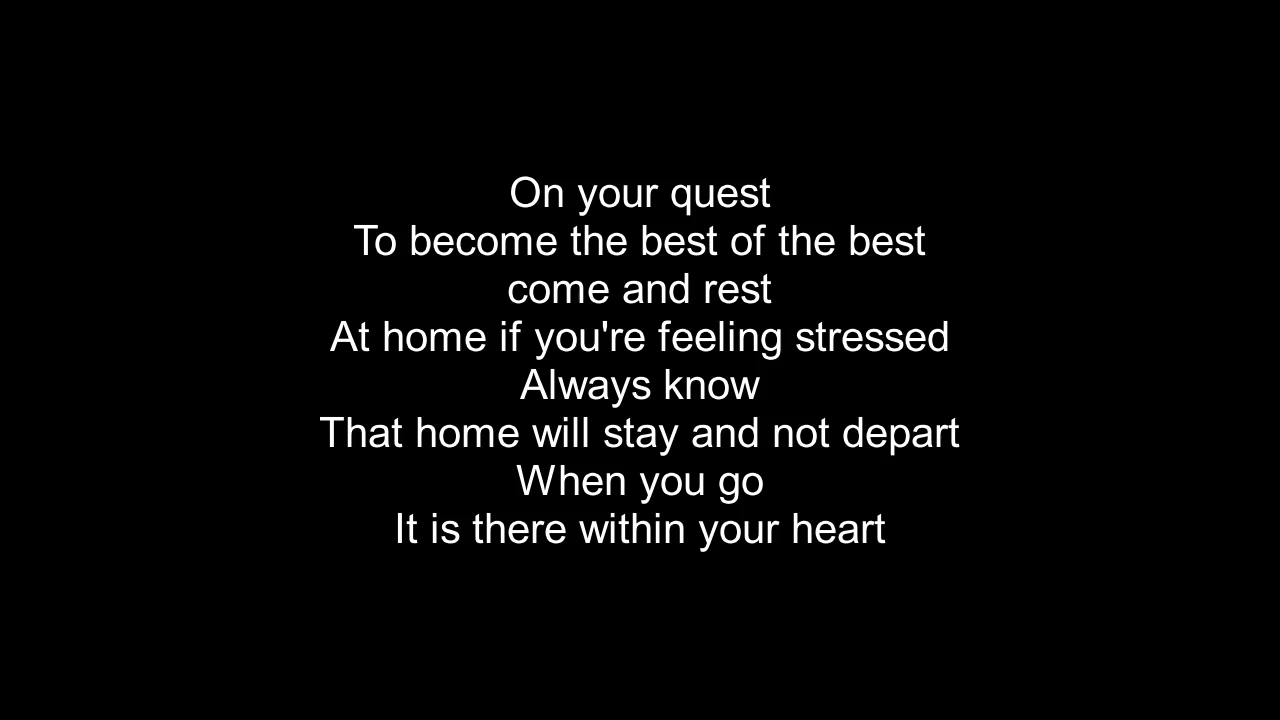 On your quest
To become the best of the best
come and rest
At home if you're feeling stressed
Always know
That home will stay and not depart
When you go
It is there within your heart